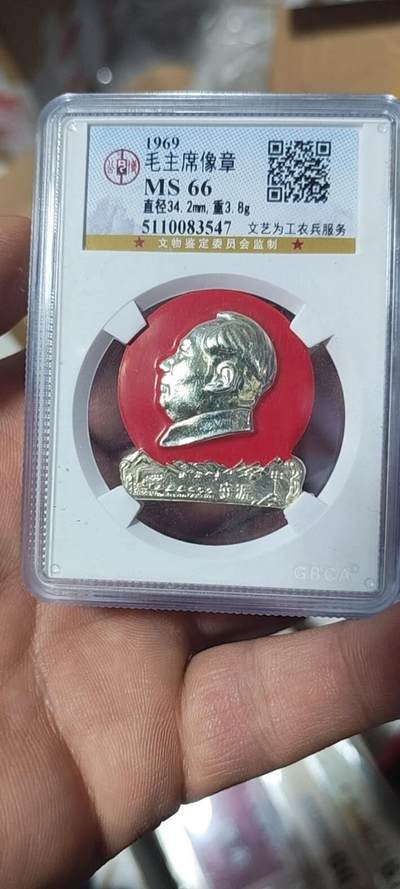 1969
毛主席像章
MS 66
直径34.2mm,重3.8g
5110083547
文艺为工农兵服务
★ 文物鉴定委员会监制 ★
GBCA